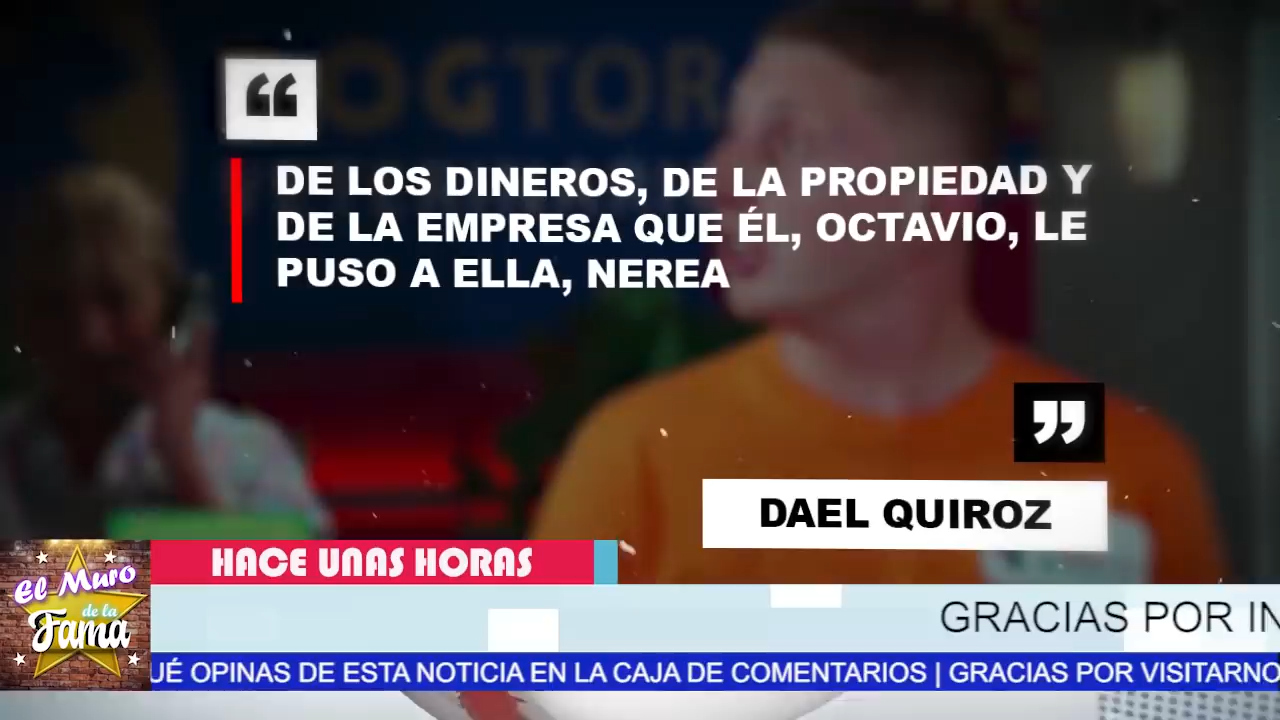 OGTOR
DE LOS DINEROS, DE LA PROPIEDAD Y
DE LA EMPRESA QUE ÉL, OCTAVIO, LE
PUSO A ELLA, NEREA
DAEL QUIROZ
HACE UNAS HORAS
El Muro
de la
Fama
GRACIAS POR IN
UÉ OPINAS DE ESTA NOTICIA EN LA CAJA DE COMENTARIOS | GRACIAS POR VISITARNO